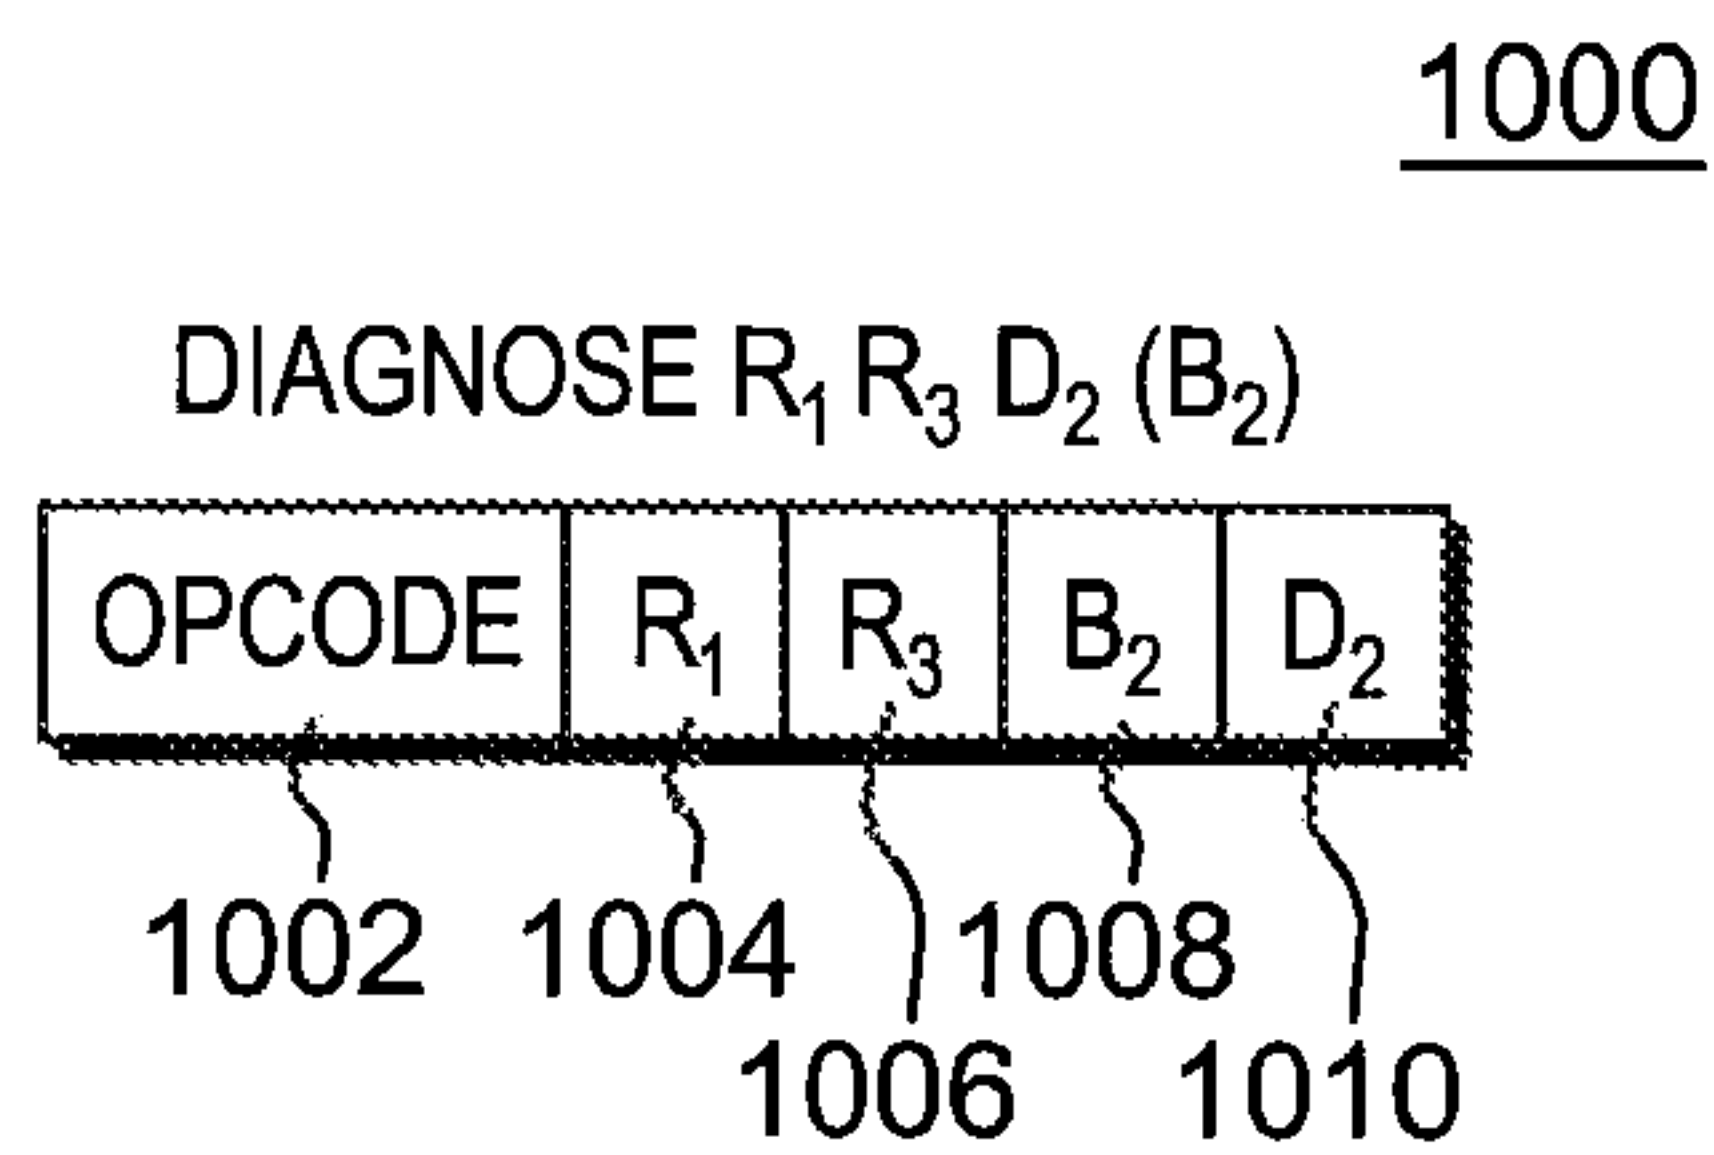 1000
DIAGNOSE R₁ R₃ D₂ (B₂)
OPCODE R₁ R₃ B₂ D₂
1002 1004 1008
1006 1010